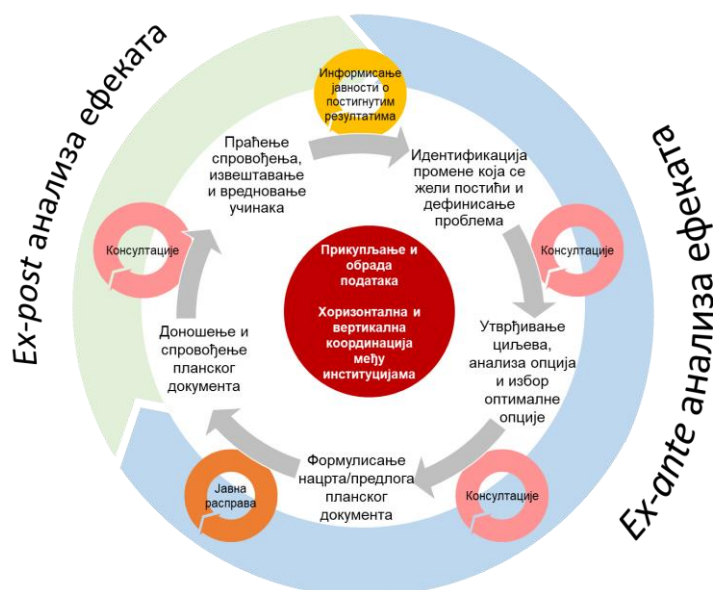 Ex-post анализа ефеката
Информисање
јавности о
постигнутим
резултатима
Праћење
спровођења,
извештавање
и вредновање
учинака
Идентификација
промене која се
жели постићи и
дефинисање
проблема
Ex-ante анализа ефеката
Консултације
Консултације
Прикупљање и
обрада
података
Хоризонтална и
вертикална
координација
међу
институцијама
Доношење и
спровођење
планског
документа
Утврђивање
циљева,
анализа опција
и избор
оптималне
опције
Формулисање
нацрта/предлога
планског
документа
Јавна
расправа
Консултације